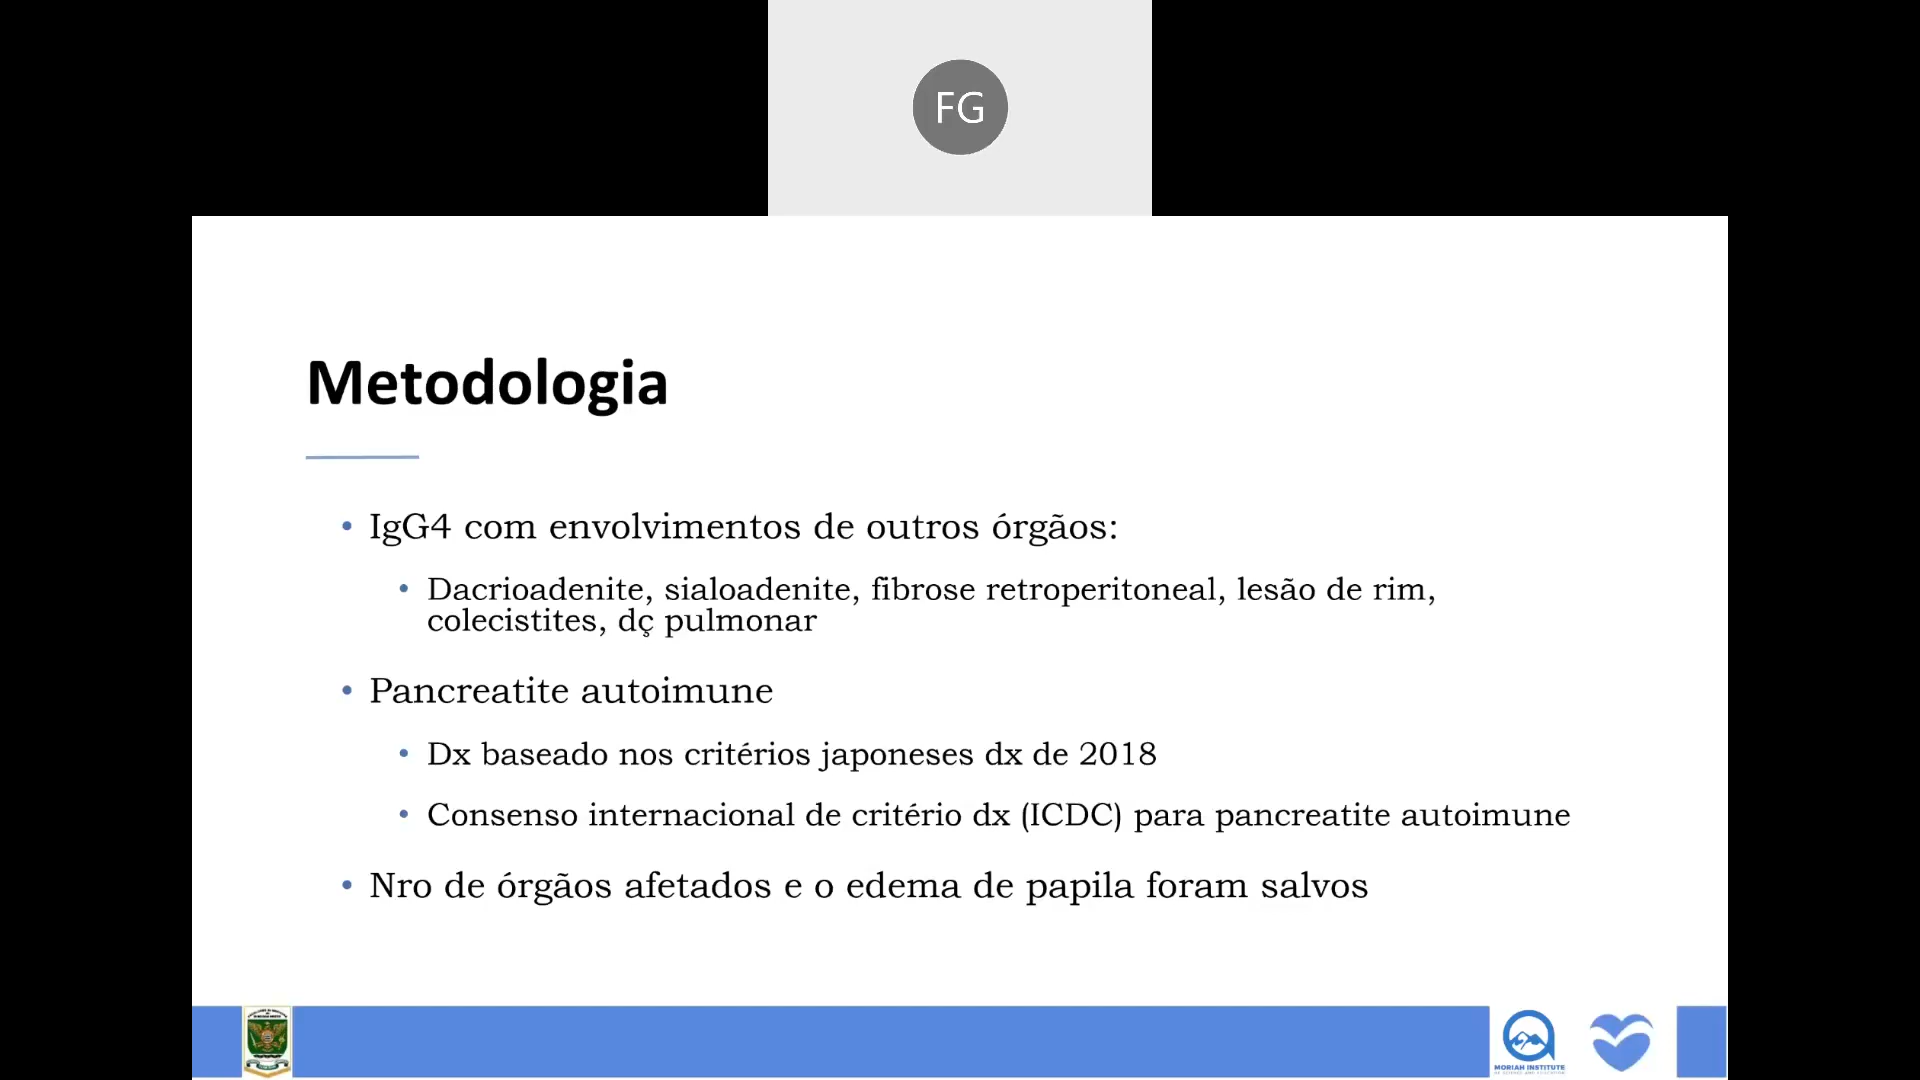 FG
Metodologia
• IgG4 com envolvimentos de outros órgãos:
• Dacrioadenite, sialoadenite, fibrose retroperitoneal, lesão de rim,
colecistites, dç pulmonar
• Pancreatite autoimune
• Dx baseado nos critérios japoneses dx de 2018
• Consenso internacional de critério dx (ICDC) para pancreatite autoimune
• Nro de órgãos afetados e o edema de papila foram salvos
MORIAH INSTITUTE